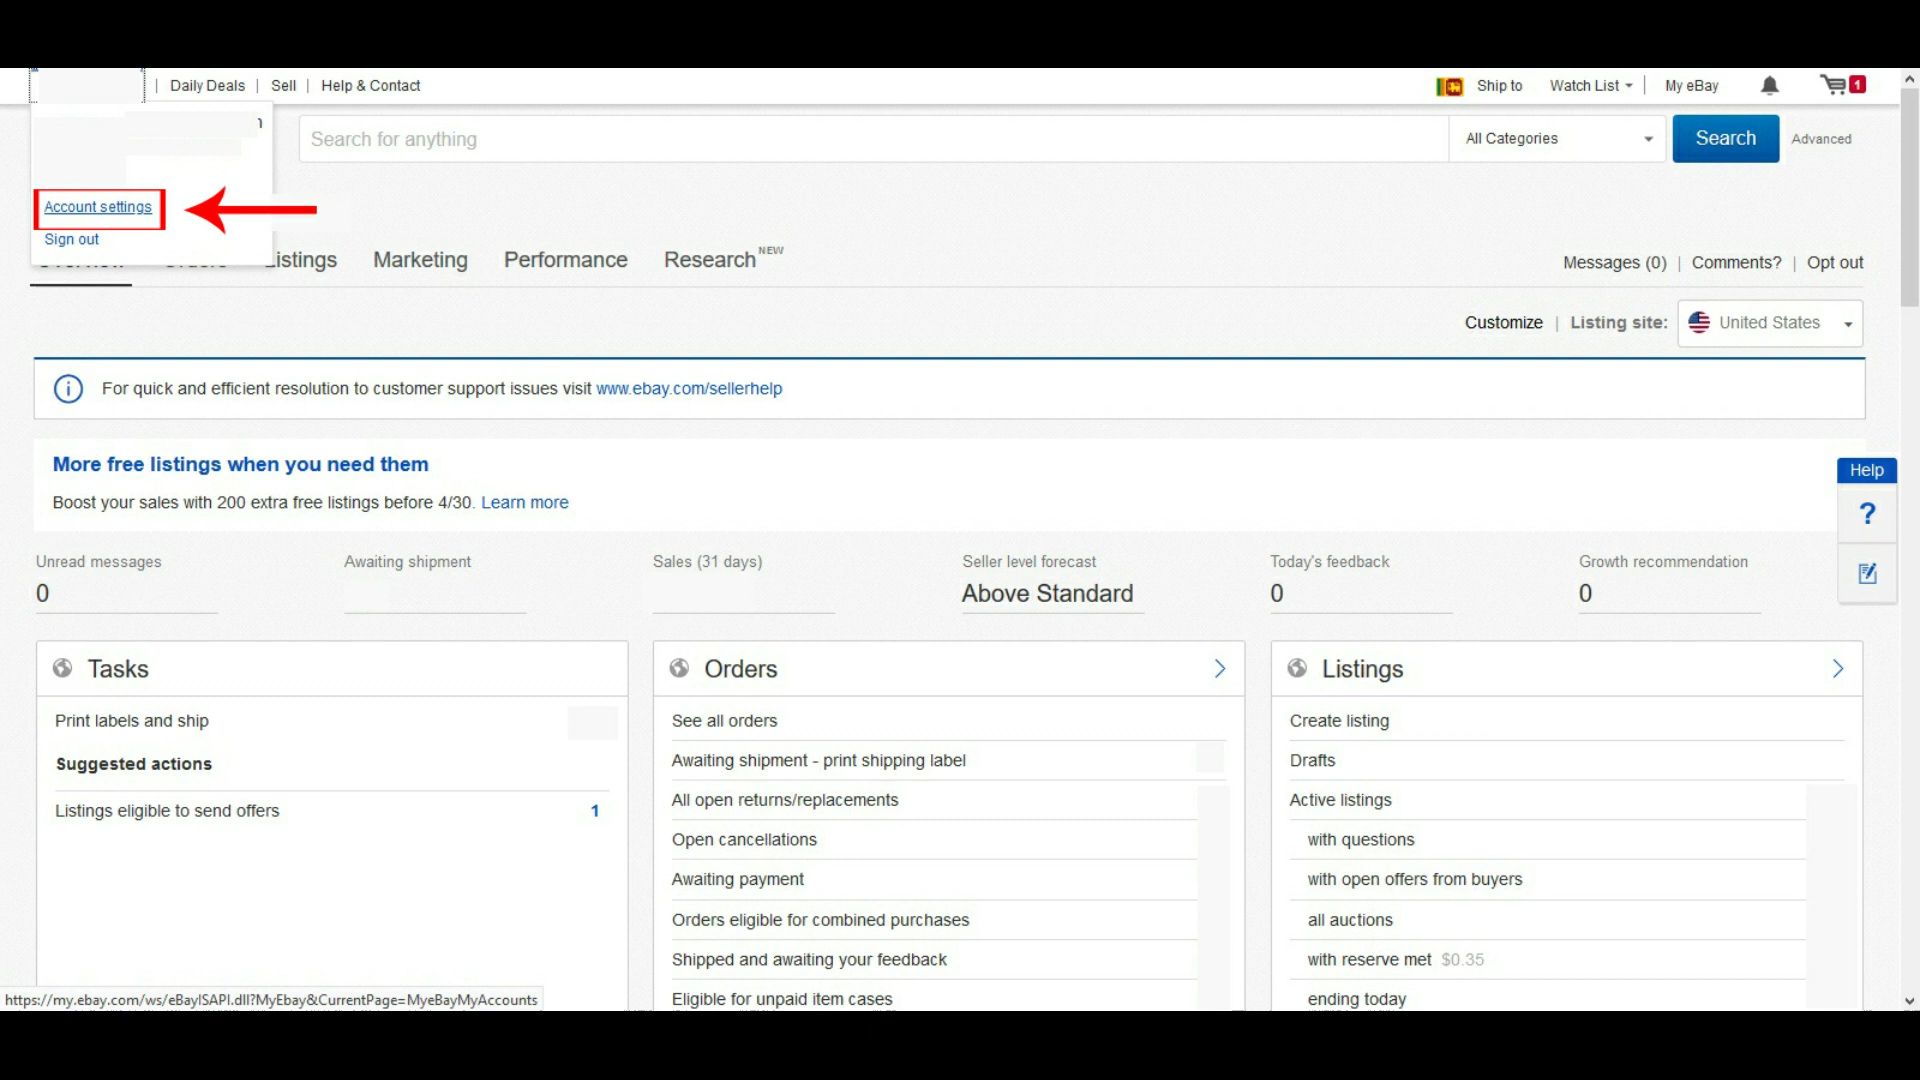 | Daily Deals | Sell | Help & Contact
Ship to Watch List My eBay 1
Search for anything All Categories Search Advanced
Account settings
Sign out
Listings Marketing Performance Research NEW
Messages (0) | Comments? | Opt out
Customize | Listing site: United States
For quick and efficient resolution to customer support issues visit www.ebay.com/sellerhelp
More free listings when you need them
Boost your sales with 200 extra free listings before 4/30. Learn more
Help
?
Unread messages
0
Awaiting shipment
Sales (31 days)
Seller level forecast
Above Standard
Today's feedback
0
Growth recommendation
0
Tasks
Print labels and ship
Suggested actions
Listings eligible to send offers 1
Orders
See all orders
Awaiting shipment - print shipping label
All open returns/replacements
Open cancellations
Awaiting payment
Orders eligible for combined purchases
Shipped and awaiting your feedback
Eligible for unpaid item cases
Listings
Create listing
Drafts
Active listings
with questions
with open offers from buyers
all auctions
with reserve met $0.35
ending today
https://my.ebay.com/ws/eBayISAPI.dll?MyEbay&CurrentPage=MyeBayMyAccounts